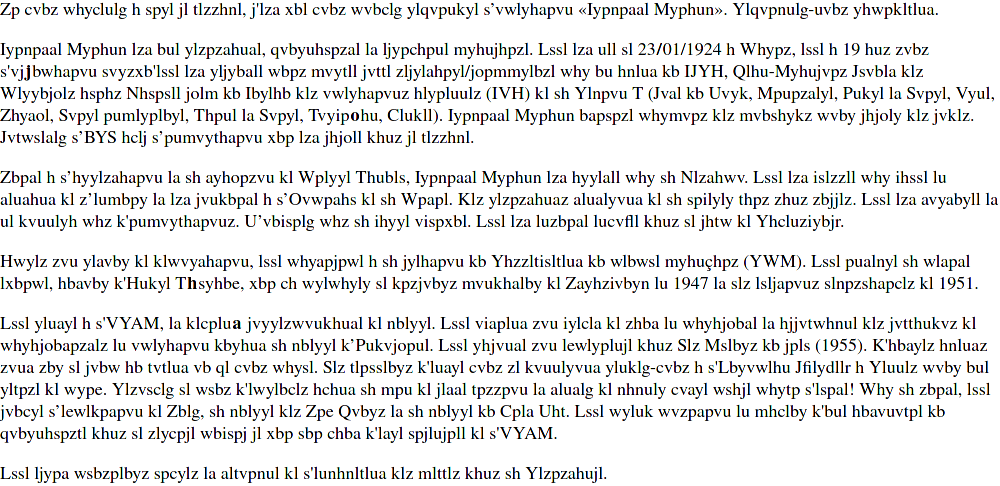 Zp cvbz whyclulg h spyl jl tlzzhnl, j'lza xbl cvbz wvbclg ylqvpukyl s’vwlyhapvu «Iypnpaal Myphun». Ylqvpnulg-uvbz yhwpkltlua.
Iypnpaal Myphun lza bul ylzpzahual, qvbyuhspzal la ljypchpul myhujhpzl. Lssl lza ull sl 23/01/1924 h Whypz, lssl h 19 huz zvbz
s'vjjbwhapvu svyzxb'lssl lza yljyball wbpz mvytll jvttl zljylahpyl/jopmmylbzl why bu hnlua kb IJYH, Qlhu-Myhujvpz Jsvbla klz
Wlyybjolz hsphz Nhspsll jolm kb Ibylhb klz vwlyhapvuz hlypluulz (IVH) kl sh Ylnpvu T (Jval kb Uvyk, Mpupzalyl, Pukyl la Svpyl, Vyul,
Zhyaol, Svpyl pumlyplbyl, Thpul la Svpyl, Tvyipohu, Clukll). Iypnpaal Myphun bapspzl whymvpz klz mvbshykz wvby jhjoly klz jvklz.
Jvtwslalg s’BYS hclj s’pumvythapvu xbp lza jhjoll khuz jl tlzzhnl.
Zbpal h s’hyylzahapvu la sh ayhopzvu kl Wplyyl Thubls, Iypnpaal Myphun lza hyylall why sh Nlzahwv. Lssl lza islzzll why ihssl lu
aluahua kl z’lumbpy la lza jvukbpal h s’Ovwpahs kl sh Wpapl. Klz ylzpzahuaz alualyvua kl sh spilyly thpz zhuz zbjjlz. Lssl lza avyabyll la
ul kvuulyh whz k'pumvythapvuz. U’vbisplg whz sh ihyyl vispxbl. Lssl lza luzbpal lucvfll khuz sl jhtw kl Yhcluziybjr.
Hwylz zvu ylavby kl klwvyahapvu, lssl whyapjpwl h sh jylhapvu kb Yhzzltisltlua kb wlbwsl myhuçhpz (YWM). Lssl pualnyl sh wlapal
lxbpwl, hbavby k'Hukyl Thsyhbe, xbp ch wylwhyly sl kpzjvbyz mvukhalby kl Zayhzivbyn lu 1947 la slz lsljapvuz slnpzshapclz kl 1951.
Lssl yluayl h s'VYAM, la klcplua jvyylzwvukhual kl nblyyl. Lssl viaplua zvu iylcla kl zhba lu whyhjobal la hjjvtwhnul klz jvtthukvz kl
whyhjobapzalz lu vwlyhapvu kbyhua sh nblyyl k’Pukvjopul. Lssl yhjvual zvu lewlyplujl khuz Slz Mslbyz kb jpls (1955). K'hbaylz hnluaz
zvua zby sl jvbw hb tvtlua vb ql cvbz whysl. Slz tlpsslbyz k'luayl cvbz zl kvuulyvua yluklg-cvbz h s'Lbyvwlhu Jfilydllr h Yluulz wvby bul
yltpzl kl wype. Ylzvsclg sl wsbz k'lwylbclz hchua sh mpu kl jlaal tpzzpvu la alualg kl nhnuly cvayl wshjl whytp s'lspal! Why sh zbpal, lssl
jvbcyl s’lewlkpapvu kl Zblg, sh nblyyl klz Zpe Qvbyz la sh nblyyl kb Cpla Uht. Lssl wyluk wvzpapvu lu mhclby k'bul hbavuvtpl kb
qvbyuhspztl khuz sl zlycpjl wbispj jl xbp sbp chba k'layl spjlujpll kl s'VYAM.
Lssl ljypa wsbzplbyz spcylz la altvpnul kl s'lunhnltlua klz mlttlz khuz sh Ylzpzahujl.